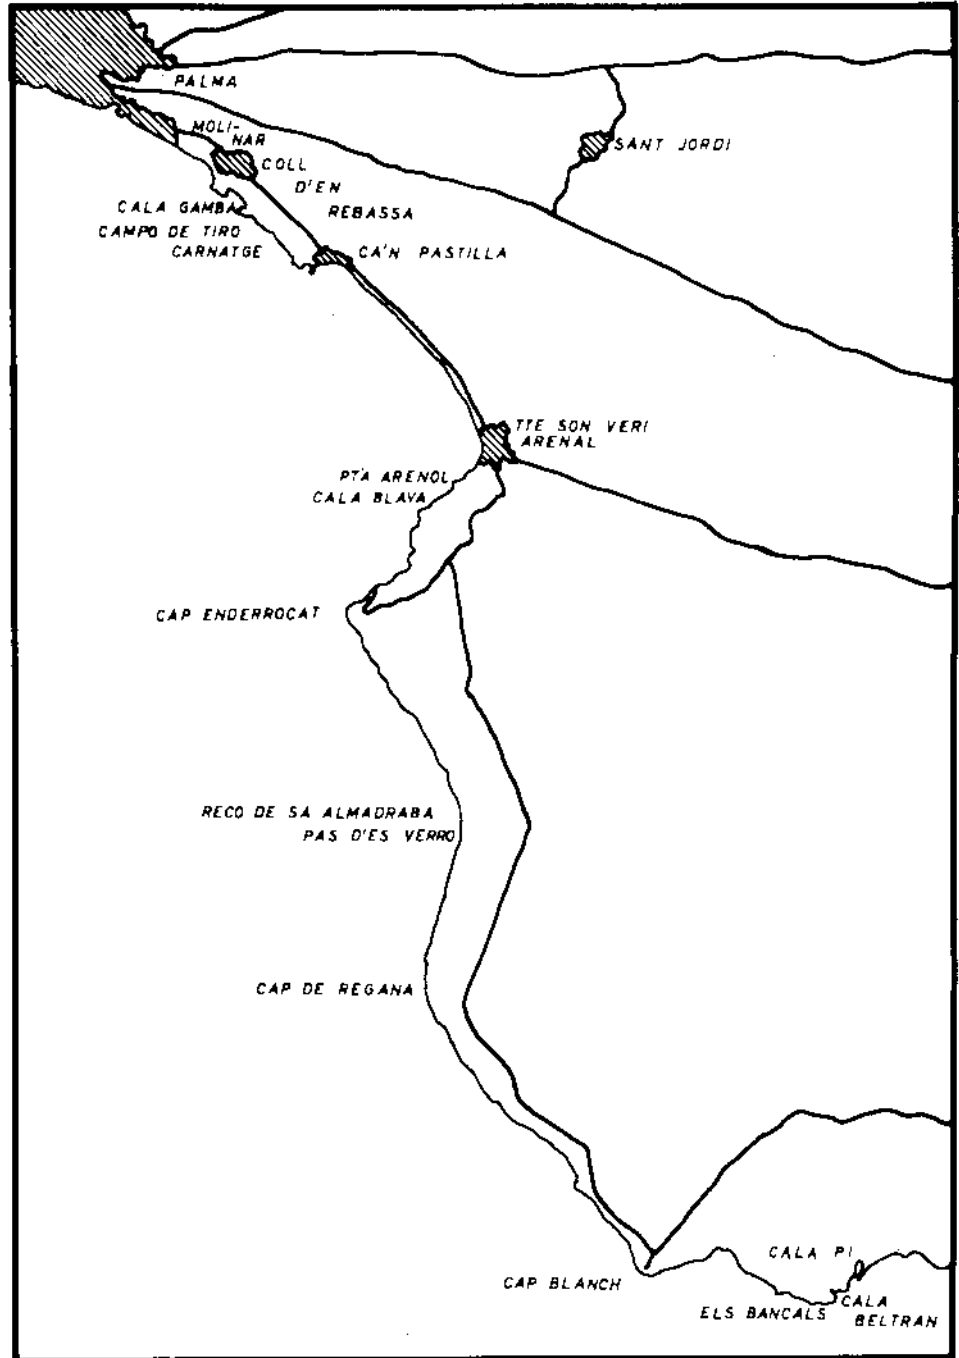 PALMA
MOLI-
NAR
COLL
D'EN
REBASSA
SANT JORDI
CALA GAMBA
CAMPO DE TIRO
CARNATGE
CA'N PASTILLA
TTE SON VERI
ARENAL
PT'A ARENOL
CALA BLAVA
CAP ENDERROCAT
RECO DE SA ALMADRABA
PAS D'ES VERRO
CAP DE REGANA
CALA PI
CAP BLANCH
ELS BANCALS
CALA
BELTRAN